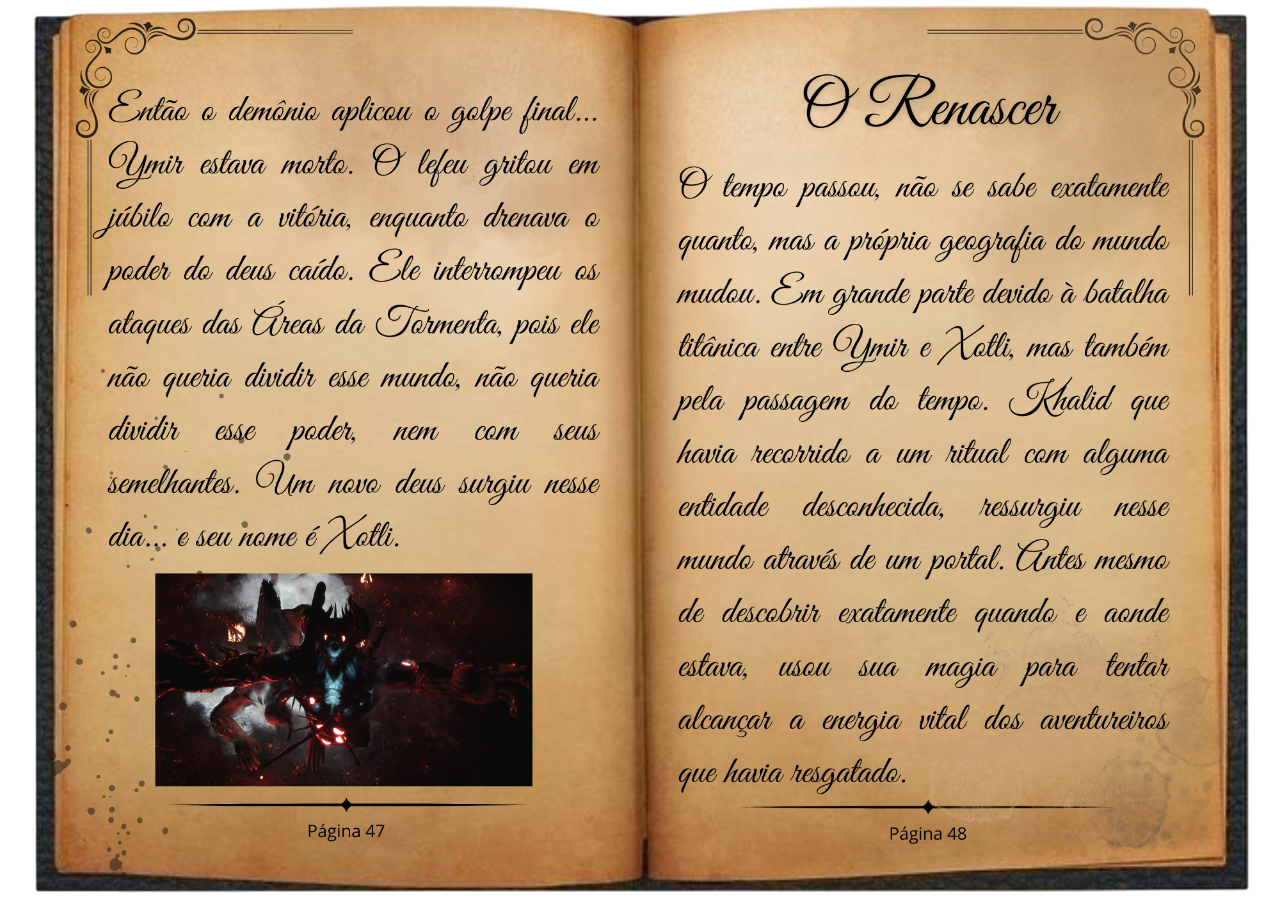 Então o demônio aplicou o golpe final...
Ymir estava morto. O lefeu gritou em
júbilo com a vitória, enquanto drenava o
poder do deus caído. Ele interrompeu os
ataques das Áreas da Tormenta, pois ele
não queria dividir esse mundo, não queria
dividir esse poder, nem com seus
semelhantes. Um novo deus surgiu nesse
dia... e seu nome é Xotli.
Página 47
O Renascer
O tempo passou, não se sabe exatamente
quanto, mas a própria geografia do mundo
mudou. Em grande parte devido à batalha
titânica entre Ymir e Xotli, mas também
pela passagem do tempo. Khalid que
havia recorrido a um ritual com alguma
entidade desconhecida, ressurgiu nesse
mundo através de um portal. Antes mesmo
de descobrir exatamente quando e aonde
estava, usou sua magia para tentar
alcançar a energia vital dos aventureiros
que havia resgatado.
Página 48